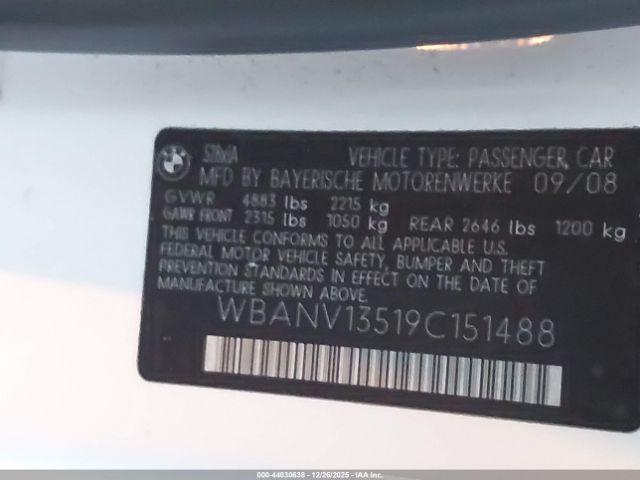 BMW 528xiA VEHICLE TYPE: PASSENGER CAR
MFD BY BAYERISCHE MOTORENWERKE 09/08
GVWR 4883 lbs 2215 kg
GAWR FRONT 2315 lbs 1050 kg REAR 2646 lbs 1200 kg
THIS VEHICLE CONFORMS TO ALL APPLICABLE U.S.
FEDERAL MOTOR VEHICLE SAFETY, BUMPER AND THEFT
PREVENTION STANDARDS IN EFFECT ON THE DATE OF
MANUFACTURE SHOWN ABOVE.
WBANV13519C151488
000-44030638 - 12/26/2025 - IAA Inc.